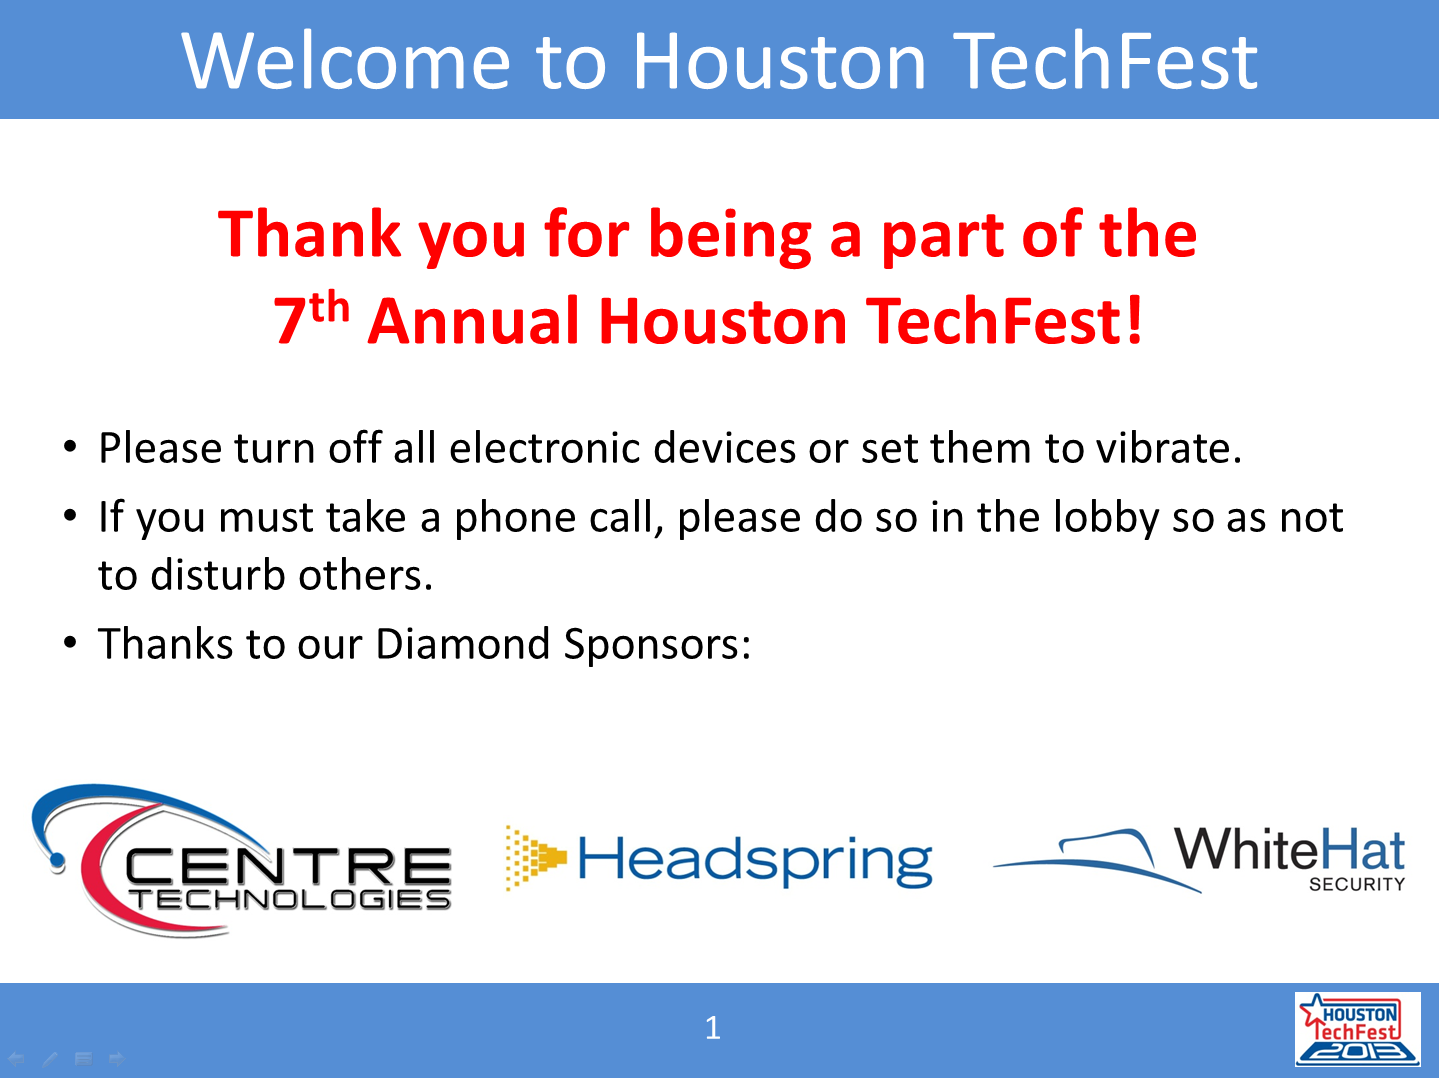 Welcome to Houston TechFest
Thank you for being a part of the
7th Annual Houston TechFest!
• Please turn off all electronic devices or set them to vibrate.
• If you must take a phone call, please do so in the lobby so as not
to disturb others.
• Thanks to our Diamond Sponsors:
CENTRE
TECHNOLOGIES
Headspring
WhiteHat
SECURITY
1
HOUSTON
TechFest
2013